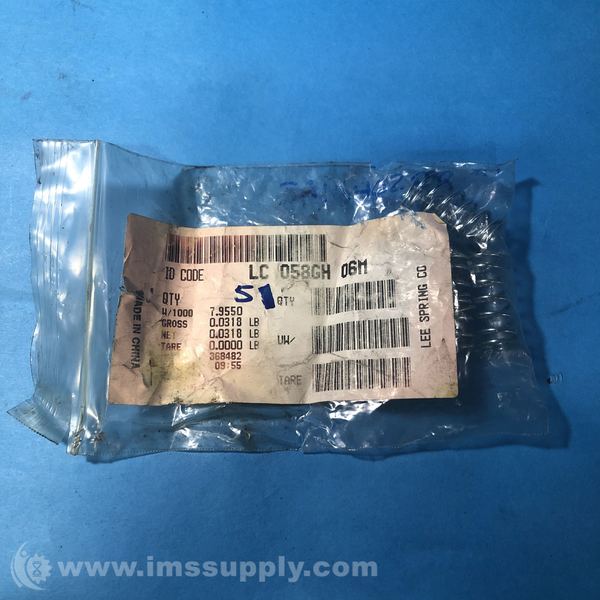 ID CODE LC 058GH 06M
QTY 51 QTY
W/1000 7.9550
GROSS 0.0318 LB
NET 0.0318 LB UW/
TARE 0.0000 LB
368482 TARE
09:55
MADE IN CHINA
LEE SPRING CO
www.imssupply.com